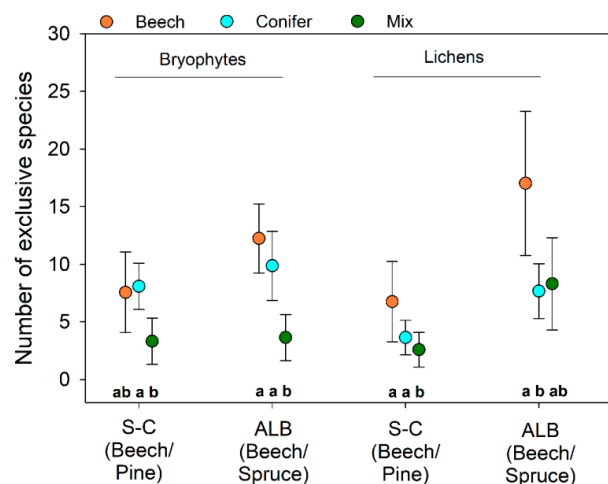 Beech Conifer Mix
30
25
20
15
10
5
0
Number of exclusive species
Bryophytes Lichens
ab a b a a b a a b a b ab
S-C ALB S-C ALB
(Beech/ (Beech/ (Beech/ (Beech/
Pine) Spruce) Pine) Spruce)